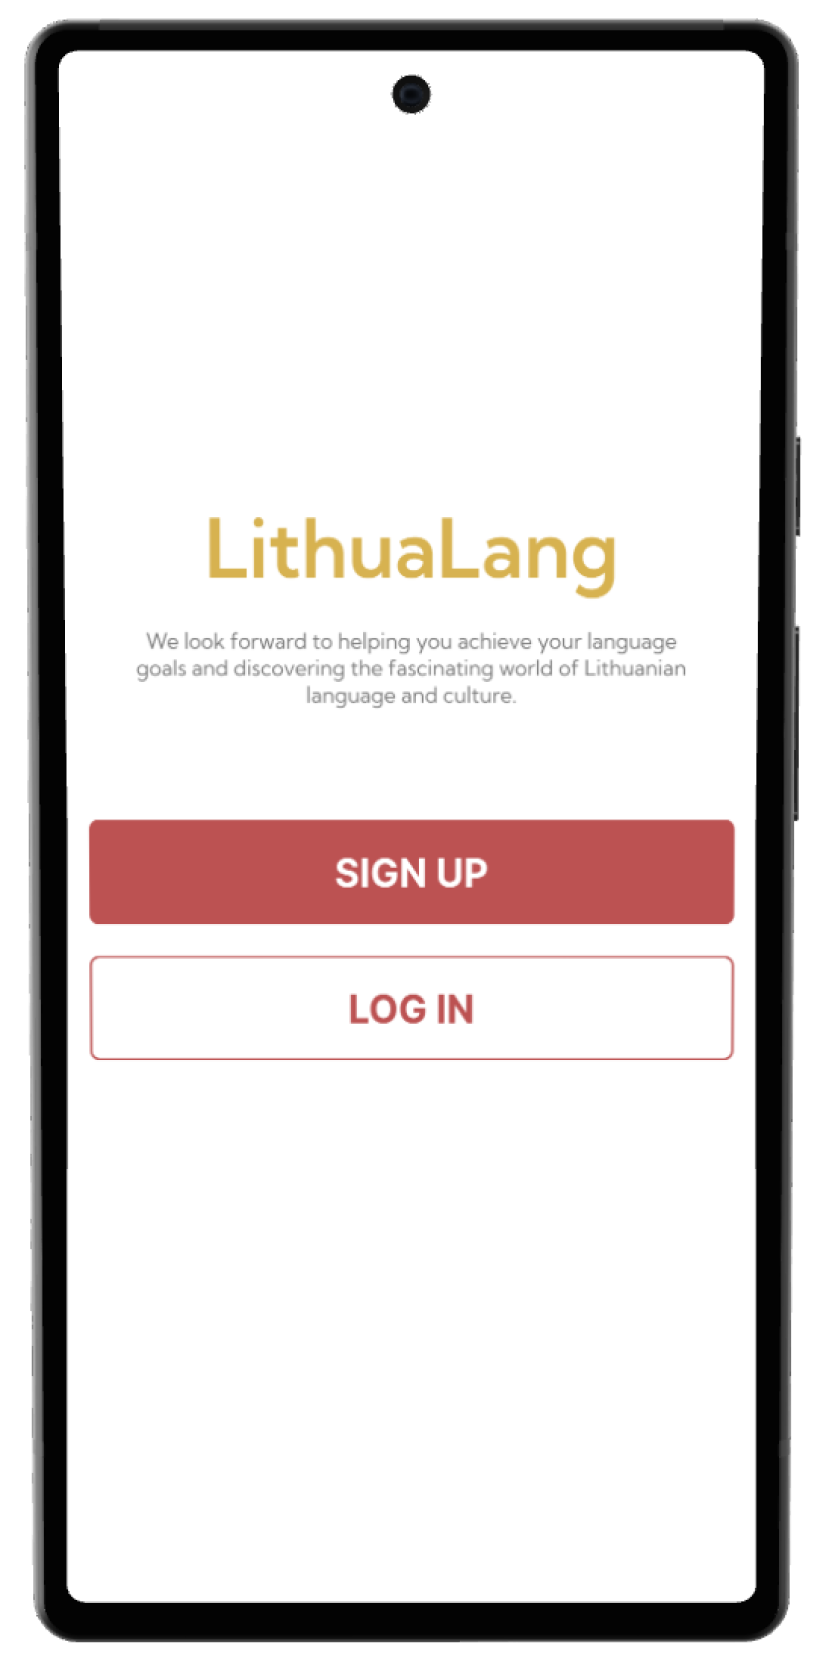 LithuaLang
We look forward to helping you achieve your language
goals and discovering the fascinating world of Lithuanian
language and culture.
SIGN UP
LOG IN